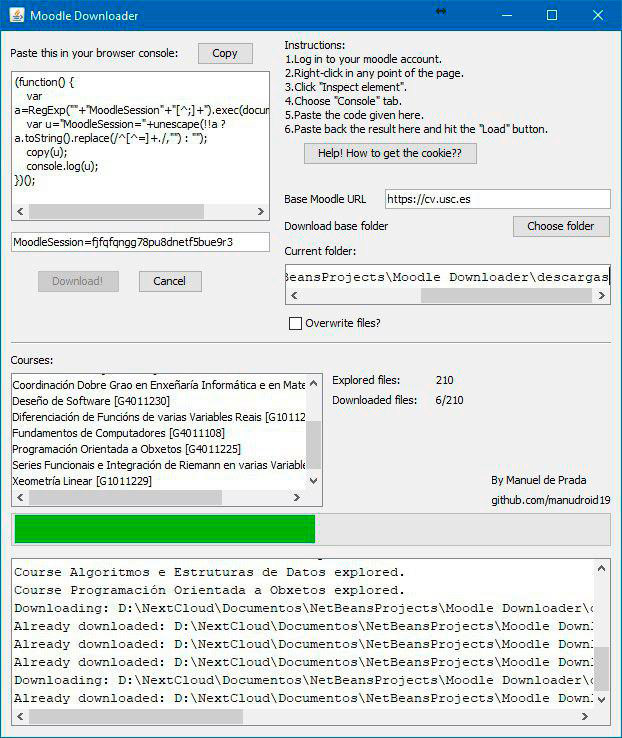 Moodle Downloader
Paste this in your browser console:
Copy
(function() {
var
a=RegExp(""+"MoodleSession"+"[^;]+").exec(docum
var u="MoodleSession="+unescape(!!a ?
a.toString().replace(/^[^=]+./,"") : "");
copy(u);
console.log(u);
})();
MoodleSession=fjfqfqngg78pu8dnetf5bue9r3
Download!
Cancel
Instructions:
1.Log in to your moodle account.
2.Right-click in any point of the page.
3.Click "Inspect element".
4.Choose "Console" tab.
5.Paste the code given here.
6.Paste back the result here and hit the "Load" button.
Help! How to get the cookie??
Base Moodle URL
https://cv.usc.es
Download base folder
Choose folder
Current folder:
BeansProjects\Moodle Downloader\descargas
Overwrite files?
Courses:
Coordinación Dobre Grao en Enxeñaría Informática e en Mate
Deseño de Software [G4011230]
Diferenciación de Funcións de varias Variables Reais [G1012
Fundamentos de Computadores [G4011108]
Programación Orientada a Obxetos [G4011225]
Series Funcionais e Integración de Riemann en varias Variable
Xeometría Linear [G1011229]
Explored files: 210
Downloaded files: 6/210
By Manuel de Prada
github.com/manudroid19
Course Algoritmos e Estruturas de Datos explored.
Course Programación Orientada a Obxetos explored.
Downloading: D:\NextCloud\Documentos\NetBeansProjects\Moodle Downloader\d
Already downloaded: D:\NextCloud\Documentos\NetBeansProjects\Moodle Downl
Already downloaded: D:\NextCloud\Documentos\NetBeansProjects\Moodle Downl
Already downloaded: D:\NextCloud\Documentos\NetBeansProjects\Moodle Downl
Downloading: D:\NextCloud\Documentos\NetBeansProjects\Moodle Downloader\d
Already downloaded: D:\NextCloud\Documentos\NetBeansProjects\Moodle Downl